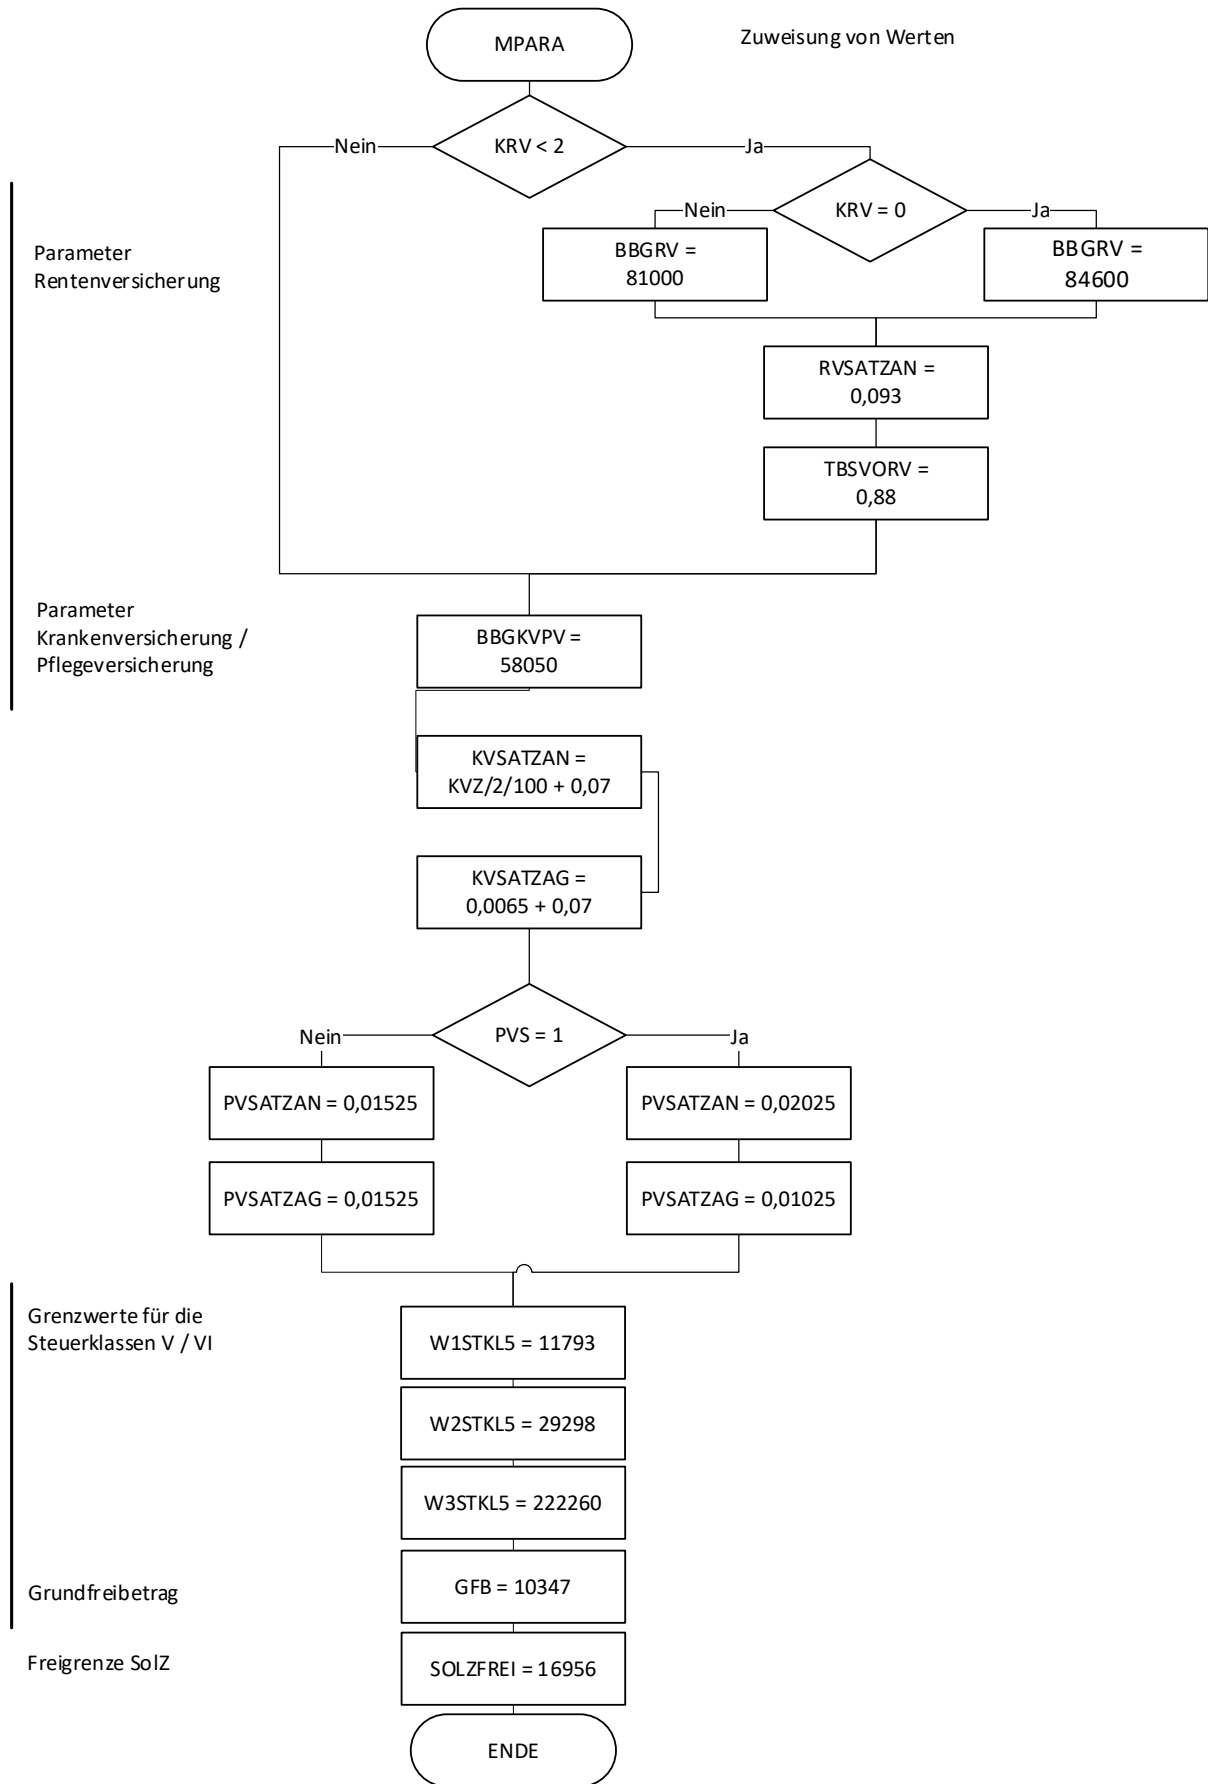 MPARA
Zuweisung von Werten
Nein
KRV < 2
Ja
Nein
KRV = 0
Ja
Parameter
Rentenversicherung
BBGRV =
81000
BBGRV =
84600
RVSATZAN =
0,093
TBSVORV =
0,88
Parameter
Krankenversicherung /
Pflegeversicherung
BBGKVPV =
58050
KVSATZAN =
KVZ/2/100 + 0,07
KVSATZAG =
0,0065 + 0,07
Nein
PVS = 1
Ja
PVSATZAN = 0,01525
PVSATZAN = 0,02025
PVSATZAG = 0,01525
PVSATZAG = 0,01025
Grenzwerte für die
Steuerklassen V / VI
W1STKL5 = 11793
W2STKL5 = 29298
W3STKL5 = 222260
Grundfreibetrag
GFB = 10347
Freigrenze SolZ
SOLZFREI = 16956
ENDE